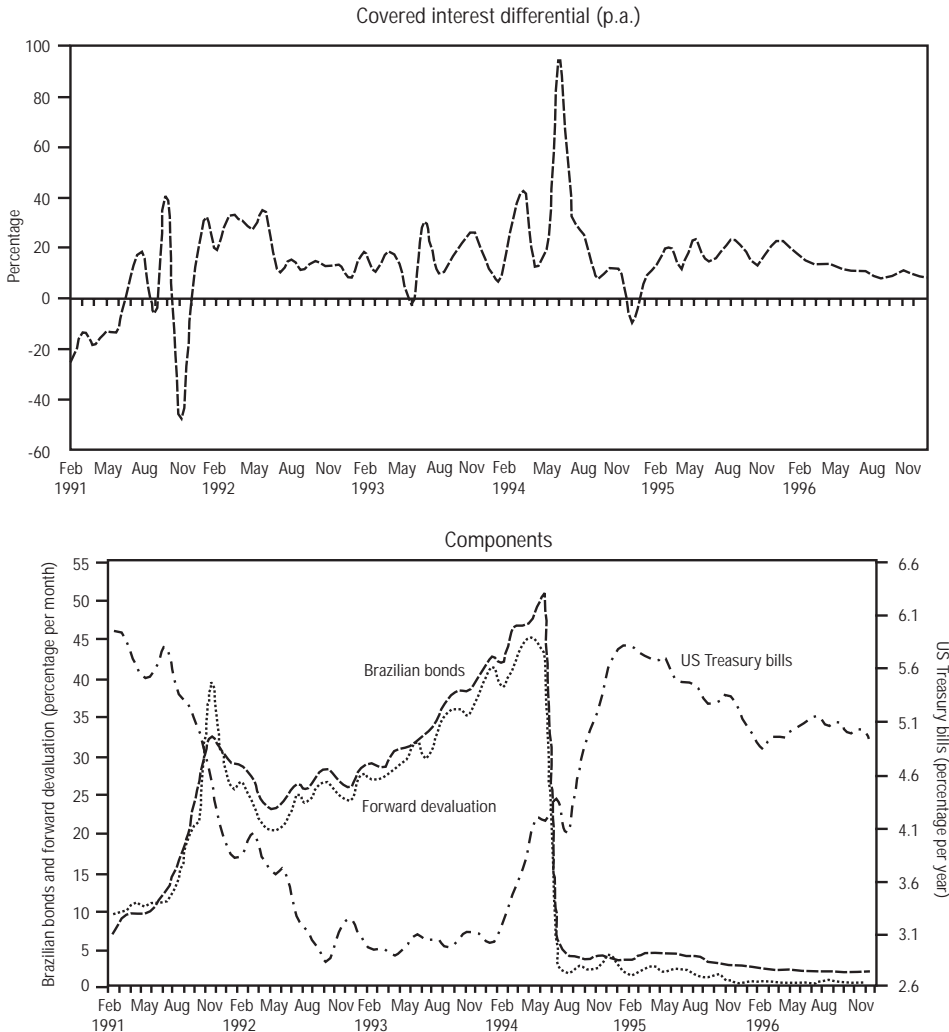 Covered interest differential (p.a.)
Percentage
100
80
60
40
20
0
-20
-40
-60
Feb May Aug Nov Feb May Aug Nov Feb May Aug Nov Feb May Aug Nov Feb May Aug Nov Feb May Aug Nov
1991 1992 1993 1994 1995 1996
Components
Brazilian bonds and forward devaluation (percentage per month)
55
50
45
40
35
30
25
20
15
10
5
0
Brazilian bonds
Forward devaluation
US Treasury bills
6.6
6.1
5.6
5.1
4.6
4.1
3.6
3.1
2.6
US Treasury bills (percentage per year)
Feb May Aug Nov Feb May Aug Nov Feb May Aug Nov Feb May Aug Nov Feb May Aug Nov Feb May Aug Nov
1991 1992 1993 1994 1995 1996